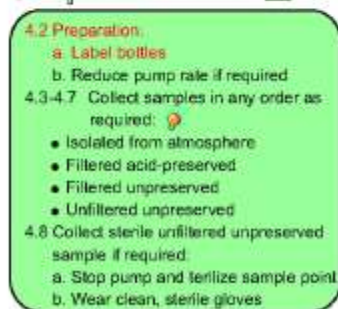 4.2 Preparation:
a. Label bottles
b. Reduce pump rate if required
4.3-4.7 Collect samples in any order as
required:
• Isolated from atmosphere
• Filtered acid-preserved
• Filtered unpreserved
• Unfiltered unpreserved
4.8 Collect sterile unfiltered unpreserved
sample if required:
a. Stop pump and terilize sample point
b. Wear clean, sterile gloves